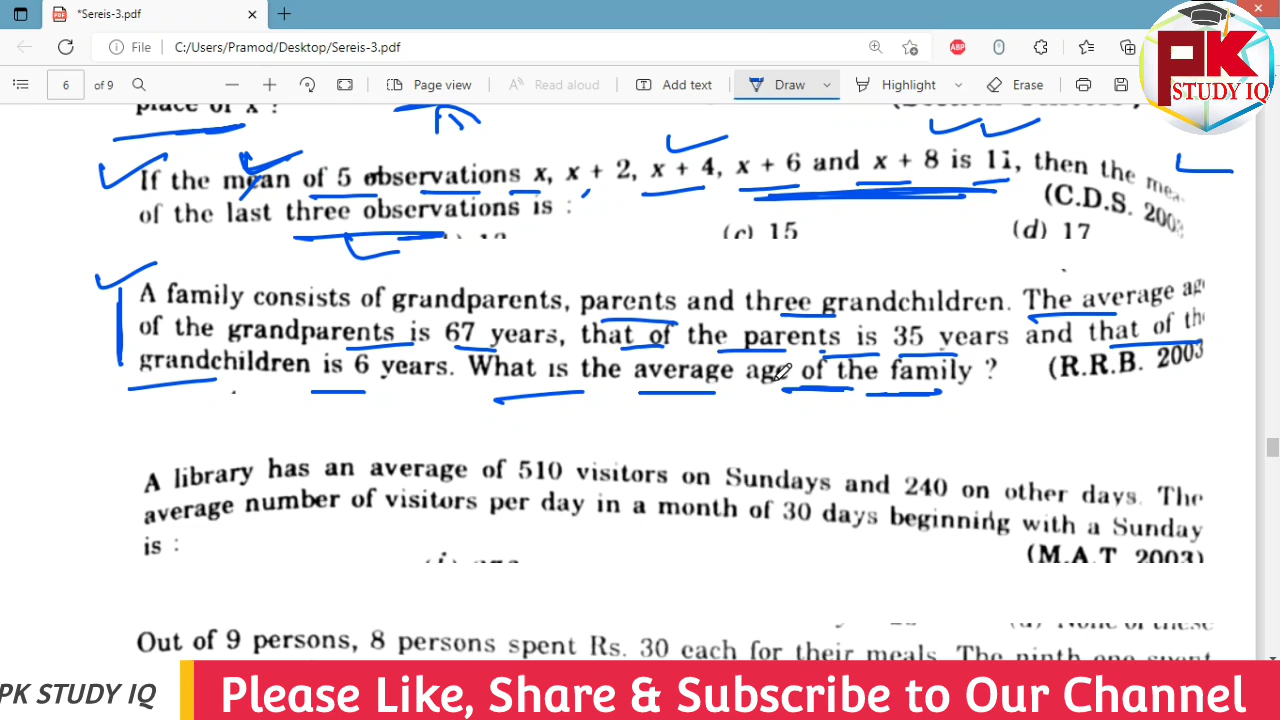 *Sereis-3.pdf
File C:/Users/Pramod/Desktop/Sereis-3.pdf
6 of 9 Page view Read aloud Add text Draw Highlight Erase
PK
STUDY IQ
place of x ?
If the mean of 5 observations x, x + 2, x + 4, x + 6 and x + 8 is 11, then the
of the last three observations is :
(C.D.S.
(c) 15 (d) 17
A family consists of grandparents, parents and three grandchildren. The average
of the grandparents is 67 years, that of the parents is 35 years and that of
grandchildren is 6 years. What is the average age of the family ?
(R.R.B. 2003
A library has an average of 510 visitors on Sundays and 240 on other days. The
average number of visitors per day in a month of 30 days beginning with a Sunday
is :
(M.A.T 2003)
Out of 9 persons, 8 persons spent Rs. 30 each for their meals. The ninth one spent
PK STUDY IQ
Please Like, Share & Subscribe to Our Channel